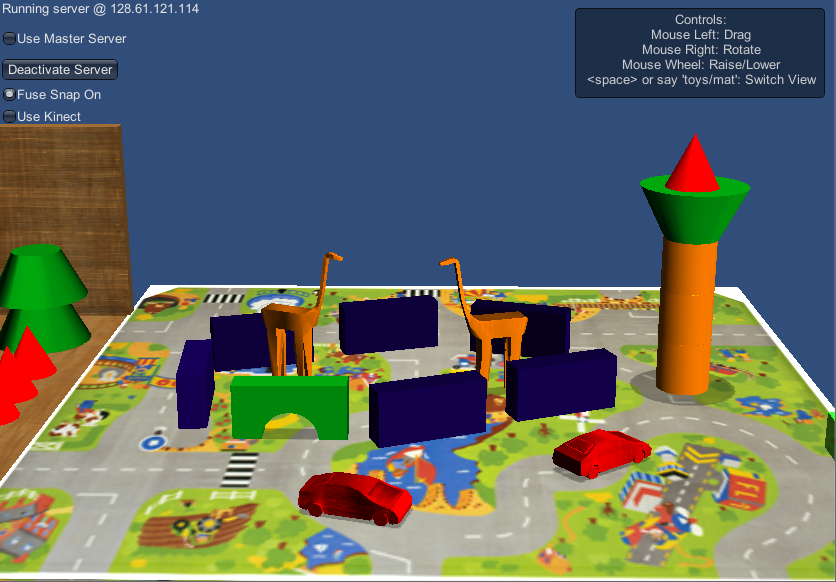 Running server @ 128.61.121.114
Use Master Server
Deactivate Server
Fuse Snap On
Use Kinect
Controls:
Mouse Left: Drag
Mouse Right: Rotate
Mouse Wheel: Raise/Lower
<space> or say 'toys/mat': Switch View